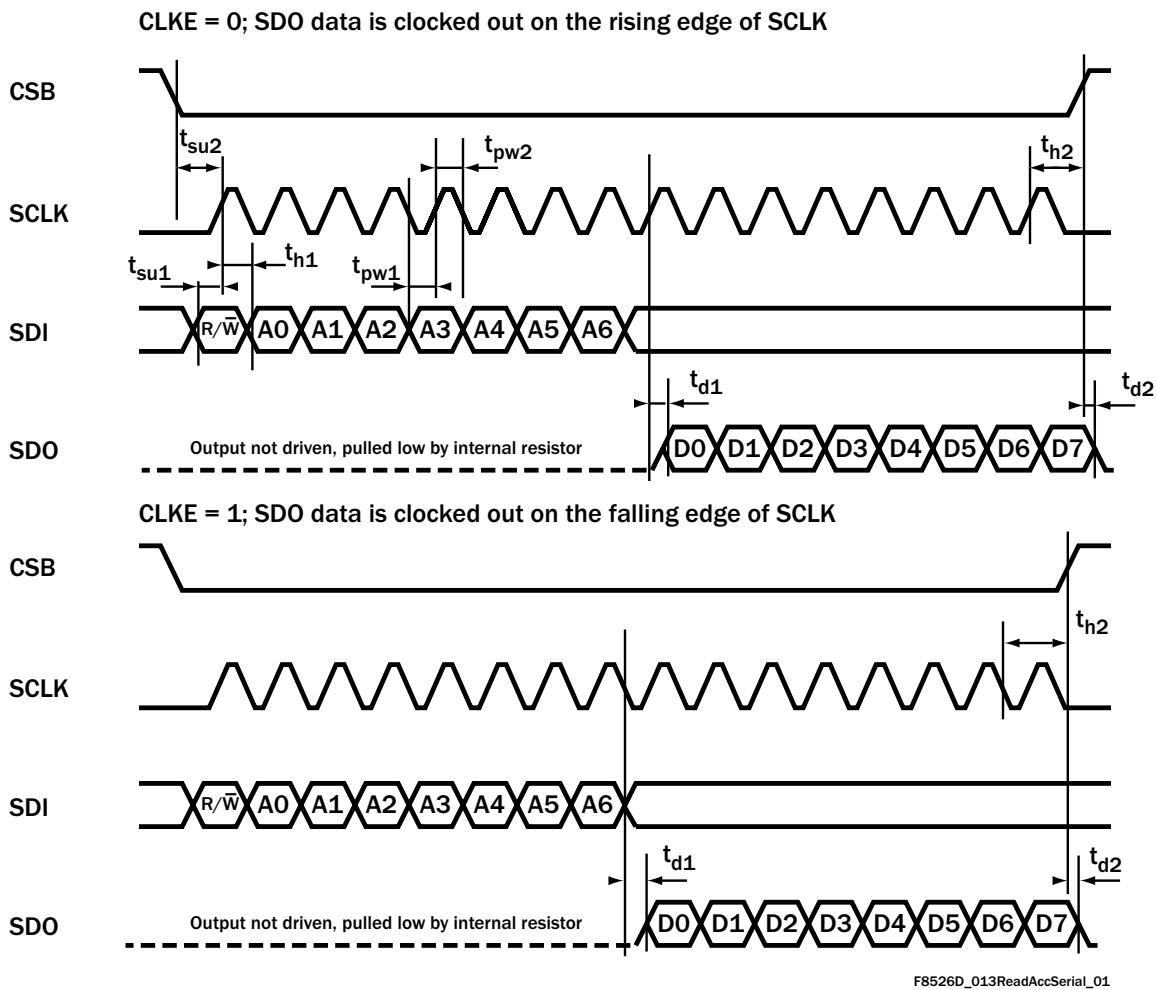 CLKE = 0; SDO data is clocked out on the rising edge of SCLK
CSB
tsu2
tpw2
th2
SCLK
tsu1
th1
tpw1
SDI
R/W̅ A0 A1 A2 A3 A4 A5 A6
td1
td2
SDO
Output not driven, pulled low by internal resistor
D0 D1 D2 D3 D4 D5 D6 D7
CLKE = 1; SDO data is clocked out on the falling edge of SCLK
CSB
th2
SCLK
SDI
R/W̅ A0 A1 A2 A3 A4 A5 A6
td1
td2
SDO
Output not driven, pulled low by internal resistor
D0 D1 D2 D3 D4 D5 D6 D7
F8526D_013ReadAccSerial_01